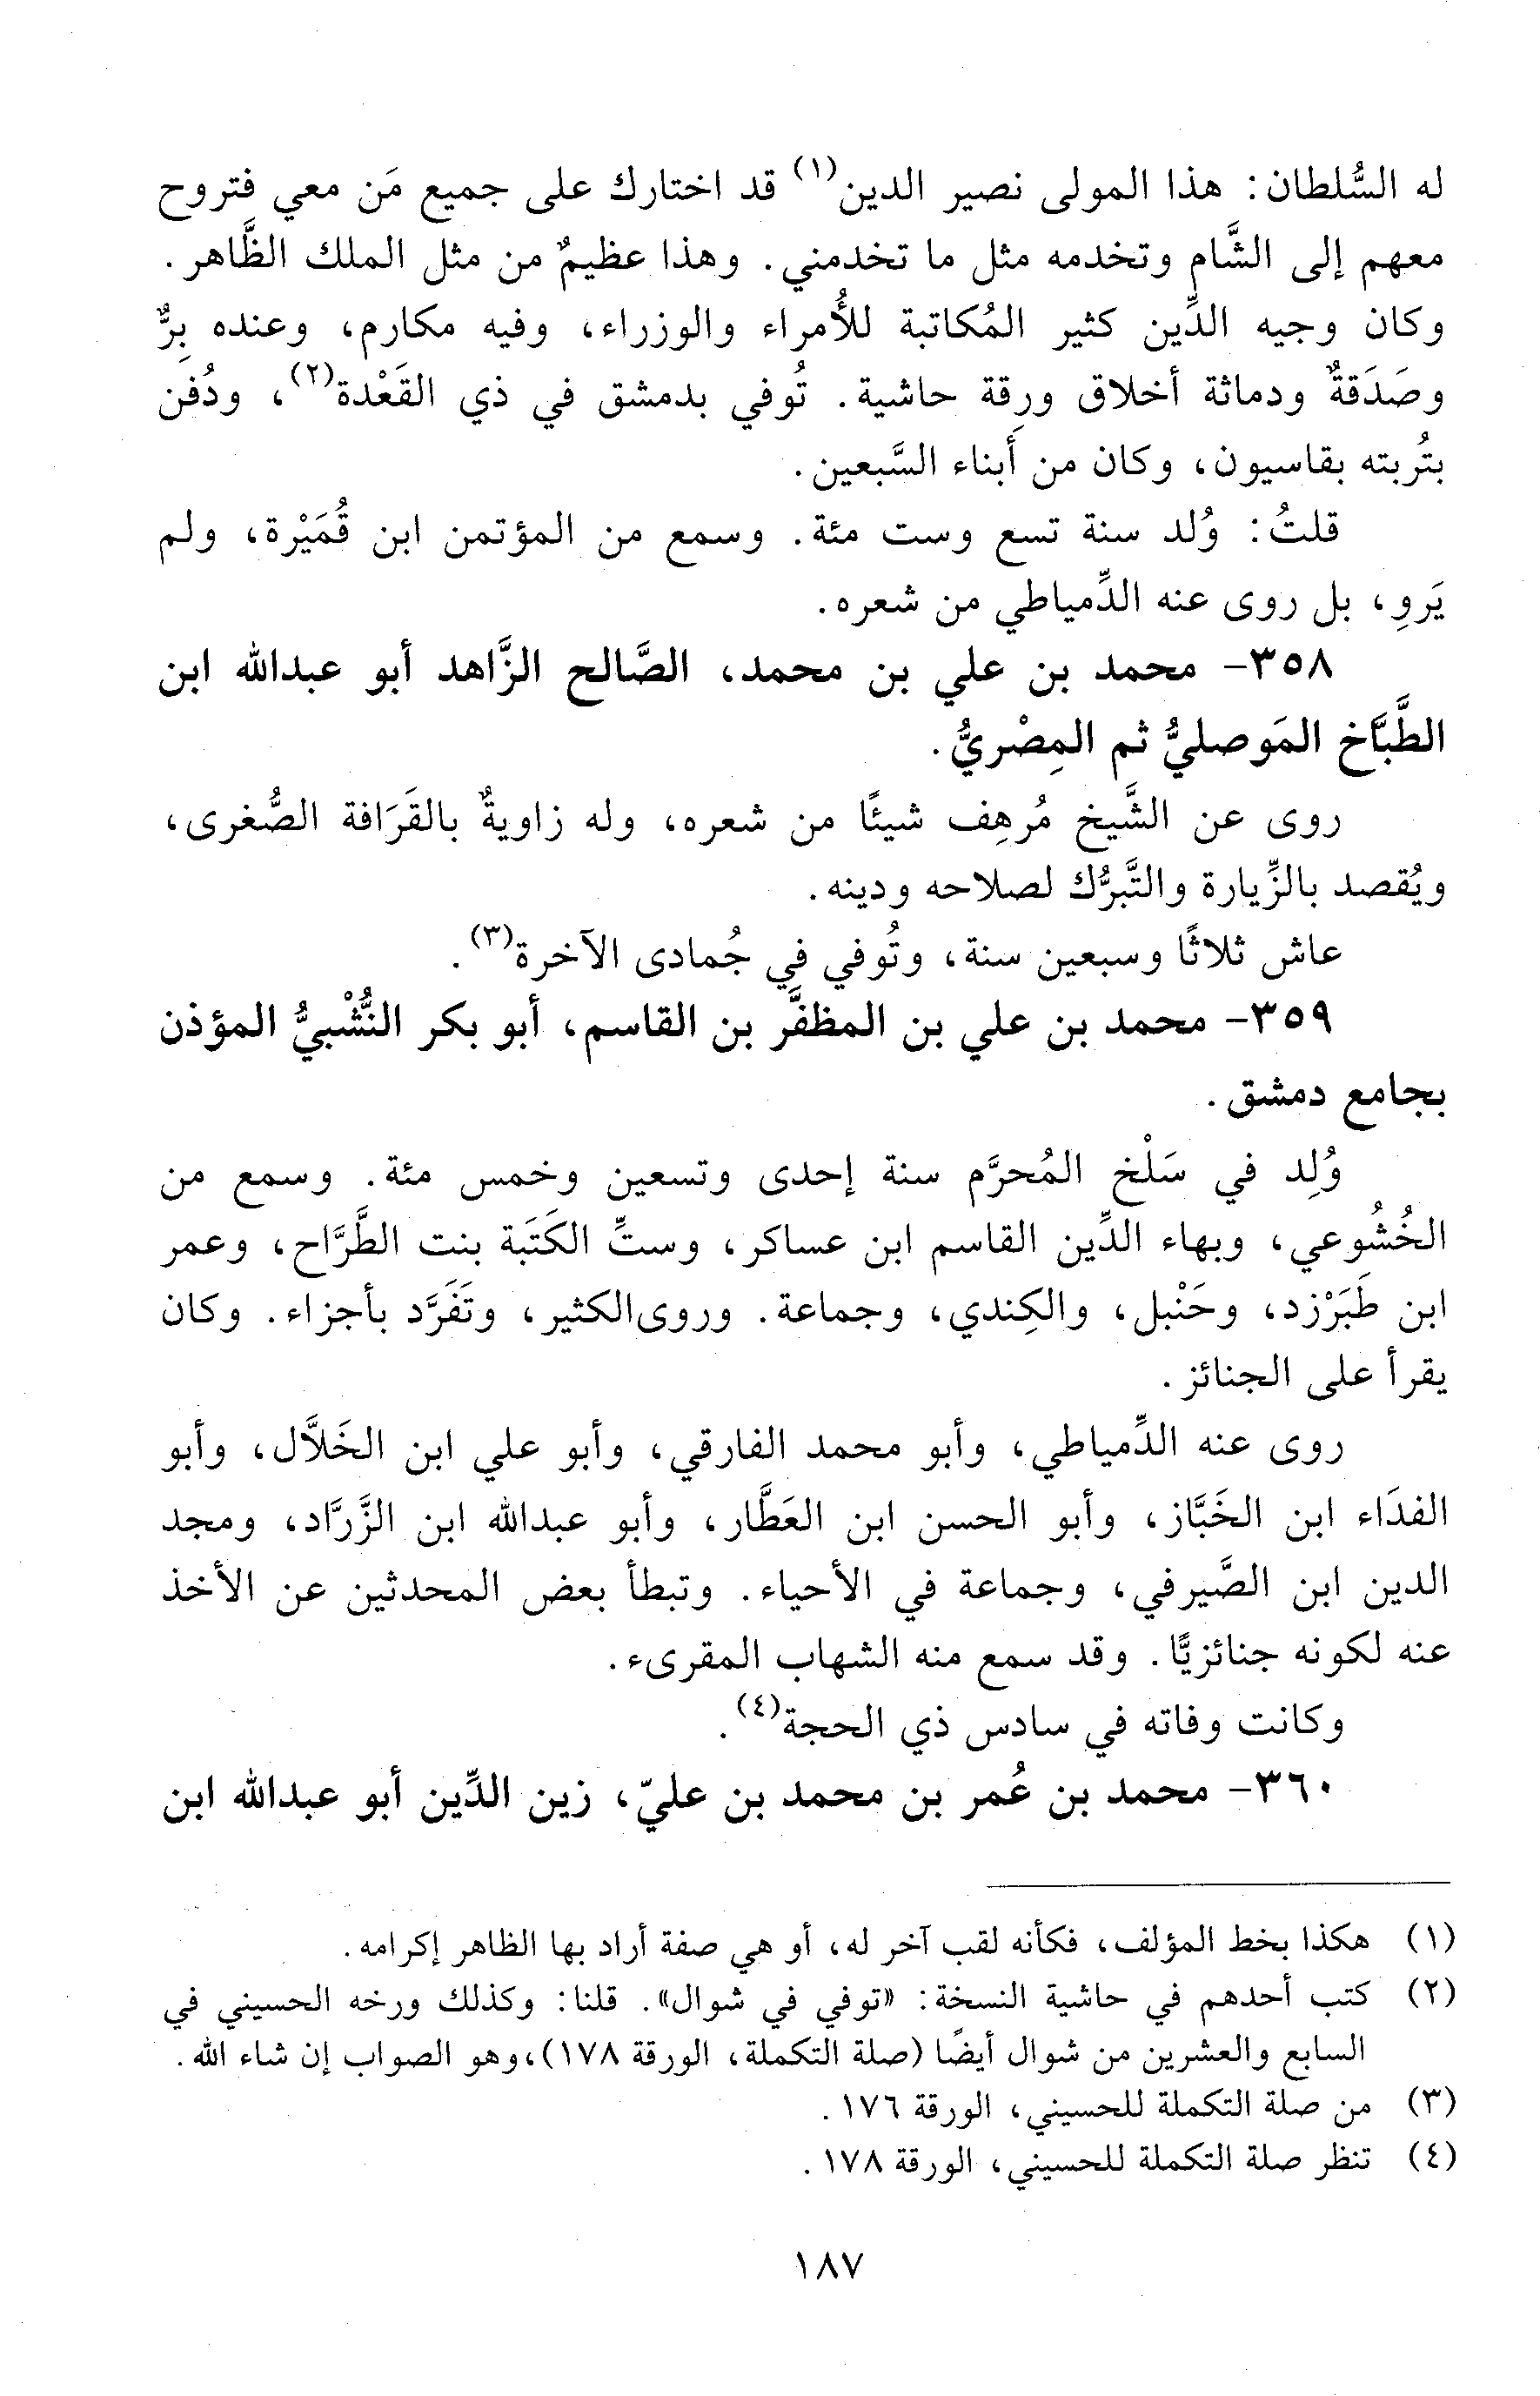 له السُّلطان: هذا المولى نصير الدين(١) قد اختارك على جميع مَن معي فتروح
معهم إلى الشَّام وتخدمه مثل ما تخدمني. وهذا عظيمٌ من مثل الملك الظَّاهر.
وكان وجيه الدِّين كثير المُكاتبة للأُمراء والوزراء، وفيه مكارم، وعنده بِرٌّ
وصَدَقةٌ ودماثة أخلاق ورِقة حاشية. تُوفي بدمشق في ذي القَعْدة(٢)، ودُفن
بتُربته بقاسيون، وكان من أَبناء السَّبعين.
قلتُ: وُلد سنة تسع وست مئة. وسمع من المؤتمن ابن قُمَيْرة، ولم
يَروِ، بل روى عنه الدِّمياطي من شعره.
٣٥٨- محمد بن علي بن محمد، الصَّالح الزَّاهد أبو عبدالله ابن
الطَّبَّاخ المَوصليُّ ثم المِصْريُّ.
روى عن الشَّيخ مُرهِف شيئًا من شعره، وله زاويةٌ بالقَرَافة الصُّغرى،
ويُقصد بالزِّيارة والتَّبرُّك لصلاحه ودينه.
عاش ثلاثًا وسبعين سنة، وتُوفي في جُمادى الآخرة(٣).
٣٥٩- محمد بن علي بن المظفَّر بن القاسم، أبو بكر النُّشْبيُّ المؤذن
بجامع دمشق.
وُلِد في سَلْخ المُحرَّم سنة إحدى وتسعين وخمس مئة. وسمع من
الخُشُوعي، وبهاء الدِّين القاسم ابن عساكر، وستِّ الكَتَبة بنت الطَّرَّاح، وعمر
ابن طَبَرْزد، وحَنْبل، والكِندي، وجماعة. وروى الكثير، وتَفَرَّد بأجزاء. وكان
يقرأ على الجنائز.
روى عنه الدِّمياطي، وأبو محمد الفارقي، وأبو علي ابن الخَلاَّل، وأبو
الفدَاء ابن الخَبَّاز، وأبو الحسن ابن العَطَّار، وأبو عبدالله ابن الزَّرَّاد، ومجد
الدين ابن الصَّيرفي، وجماعة في الأحياء. وتبطأ بعض المحدثين عن الأخذ
عنه لكونه جنائزيًّا. وقد سمع منه الشهاب المقرىء.
وكانت وفاته في سادس ذي الحجة(٤).
٣٦٠- محمد بن عُمر بن محمد بن عليّ، زين الدِّين أبو عبدالله ابن
(١) هكذا بخط المؤلف، فكأنه لقب آخر له، أو هي صفة أراد بها الظاهر إكرامه.
(٢) كتب أحدهم في حاشية النسخة: «توفي في شوال». قلنا: وكذلك ورخه الحسيني في
السابع والعشرين من شوال أيضًا (صلة التكملة، الورقة ١٧٨)، وهو الصواب إن شاء الله.
(٣) من صلة التكملة للحسيني، الورقة ١٧٦.
(٤) تنظر صلة التكملة للحسيني، الورقة ١٧٨.
١٨٧